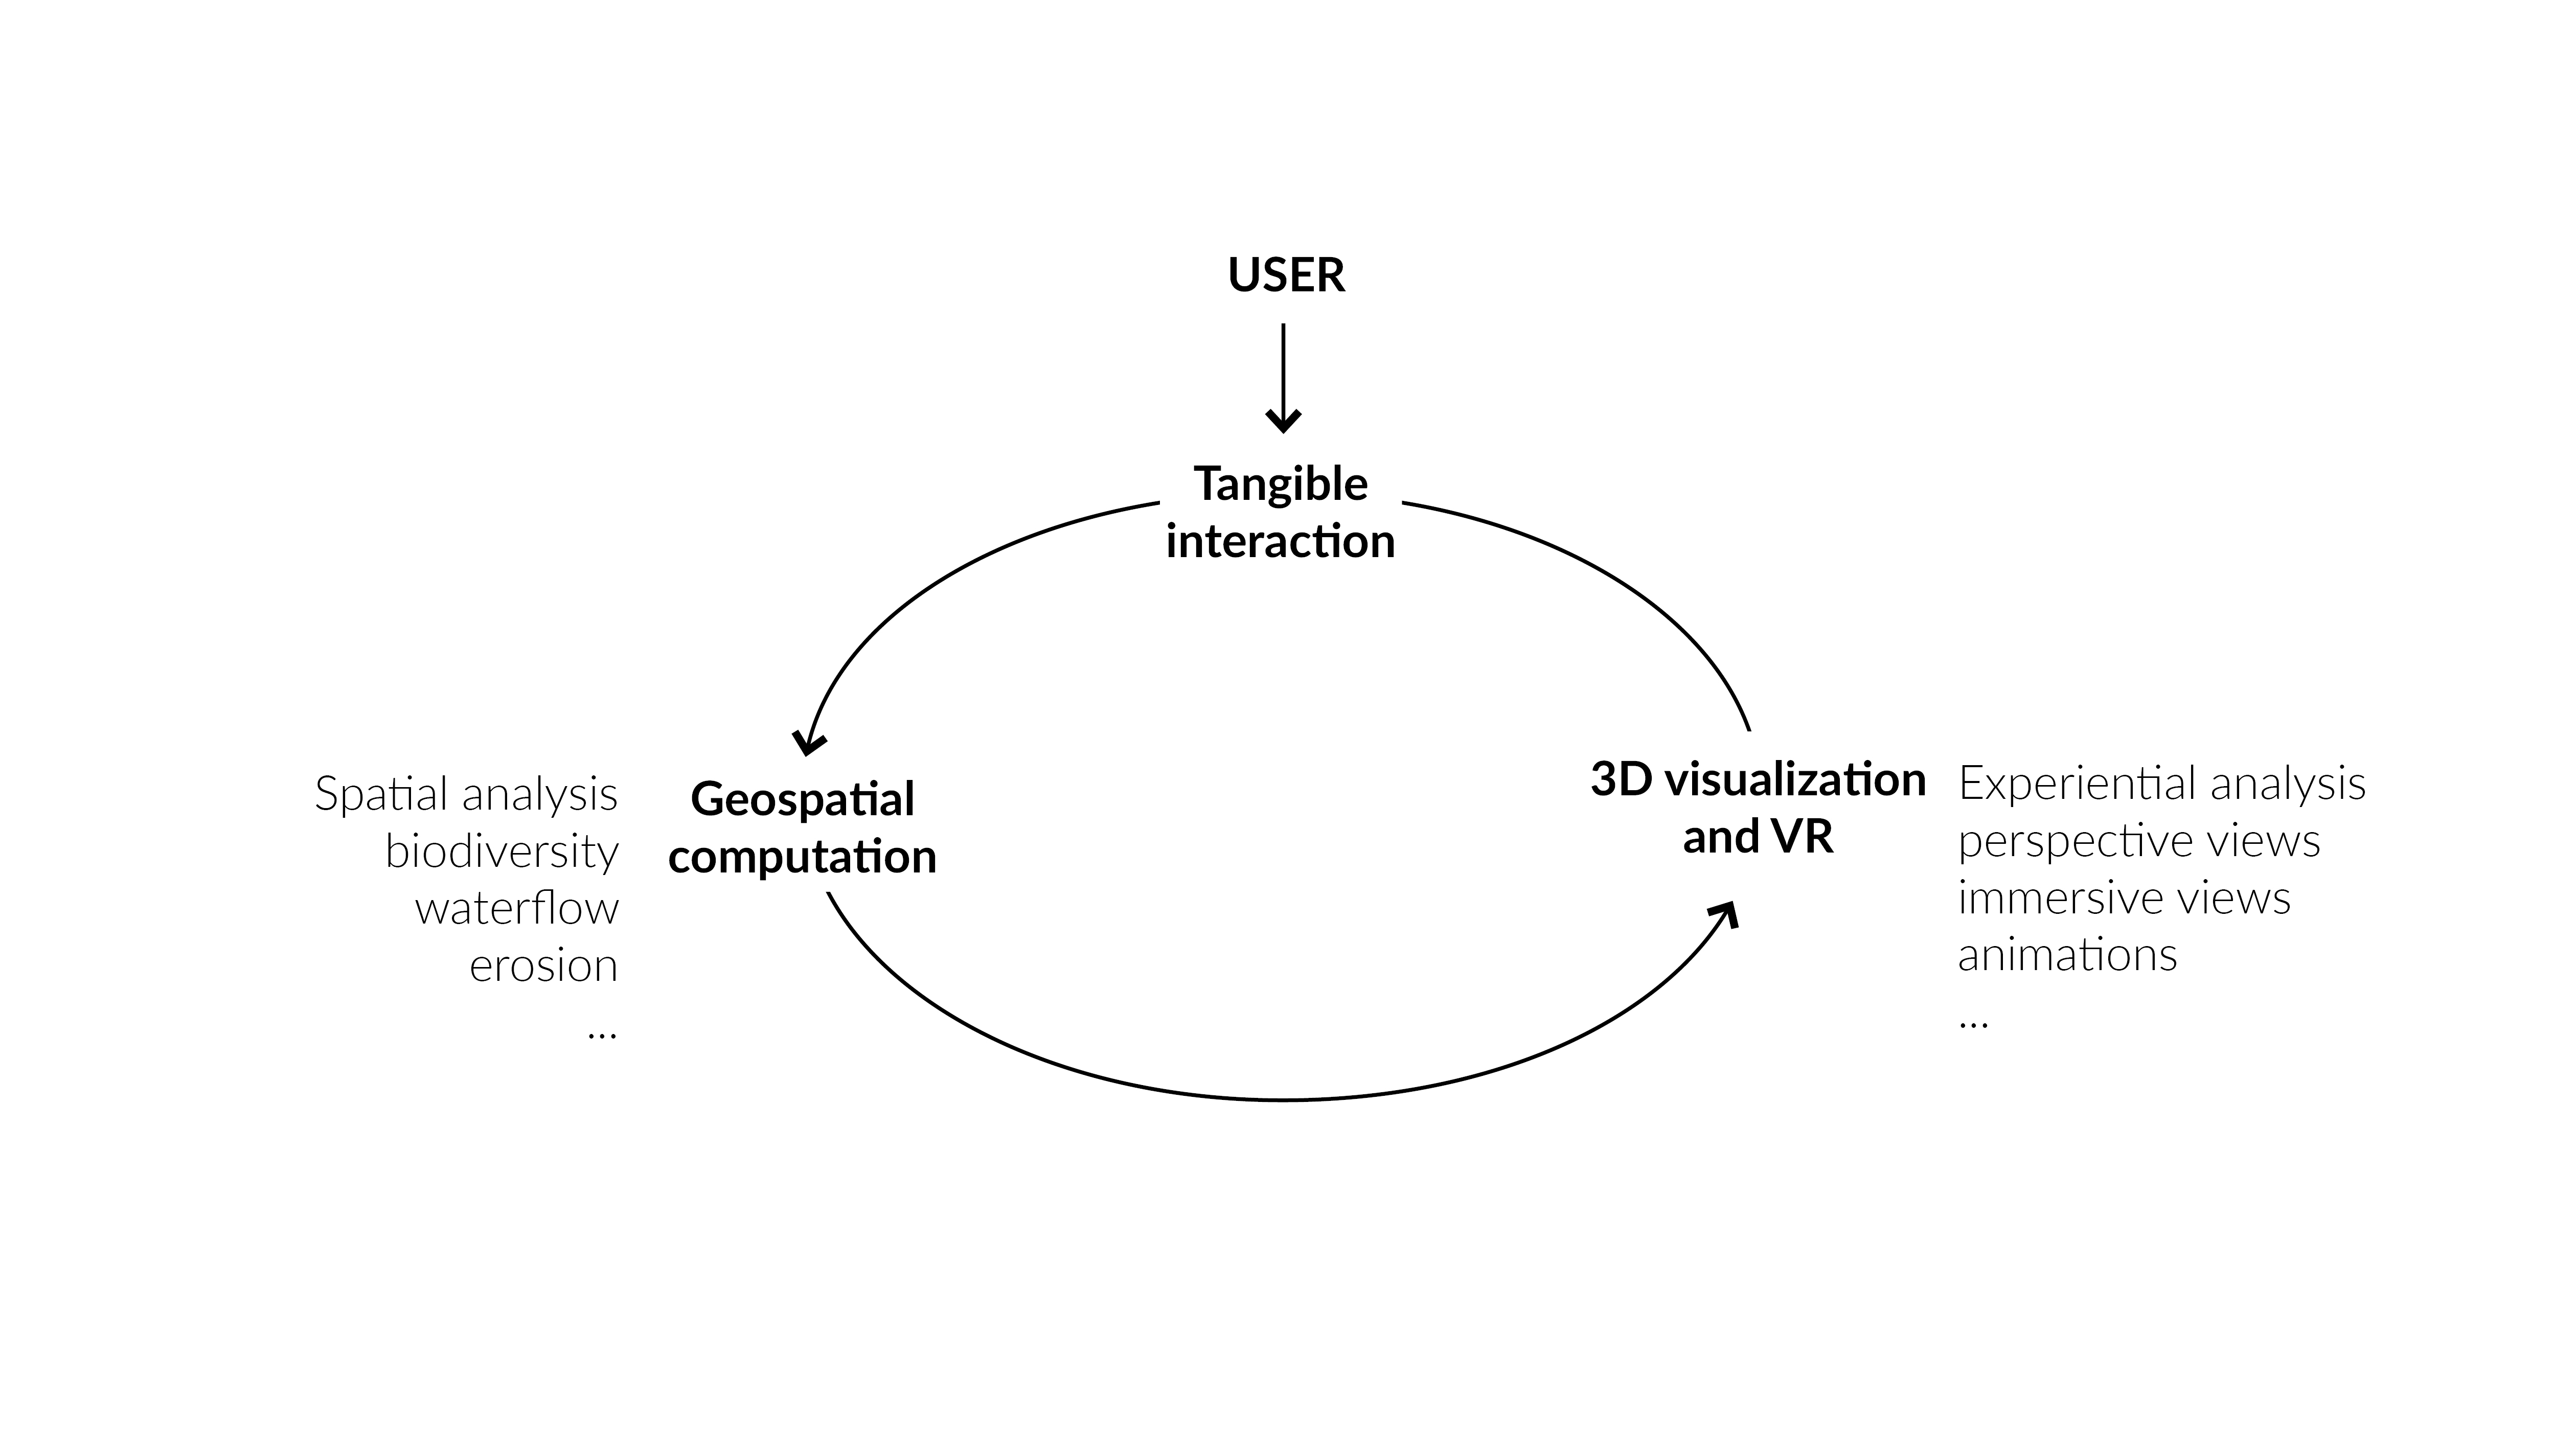 USER
Tangible
interaction
Spatial analysis
biodiversity
waterflow
erosion
...
Geospatial
computation
3D visualization
and VR
Experiential analysis
perspective views
immersive views
animations
...